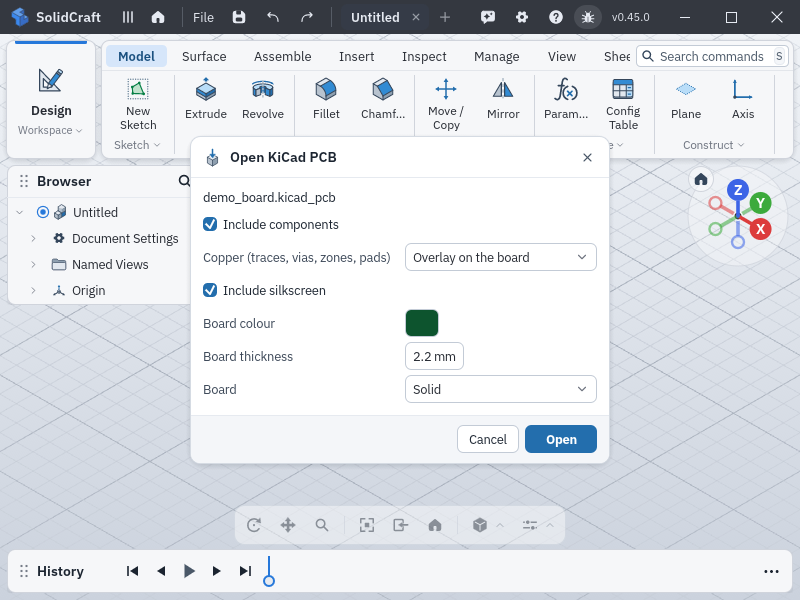 SolidCraft
File
Untitled
v0.45.0
Design
Workspace
Model
Surface
Assemble
Insert
Inspect
Manage
View
Shee
Search commands
S
New Sketch
Extrude
Revolve
Fillet
Chamf...
Move / Copy
Mirror
Param...
Config Table
Plane
Axis
Sketch
Construct
Browser
Untitled
Document Settings
Named Views
Origin
Open KiCad PCB
demo_board.kicad_pcb
Include components
Copper (traces, vias, zones, pads)
Overlay on the board
Include silkscreen
Board colour
Board thickness
2.2 mm
Board
Solid
Cancel
Open
Z
Y
X
History